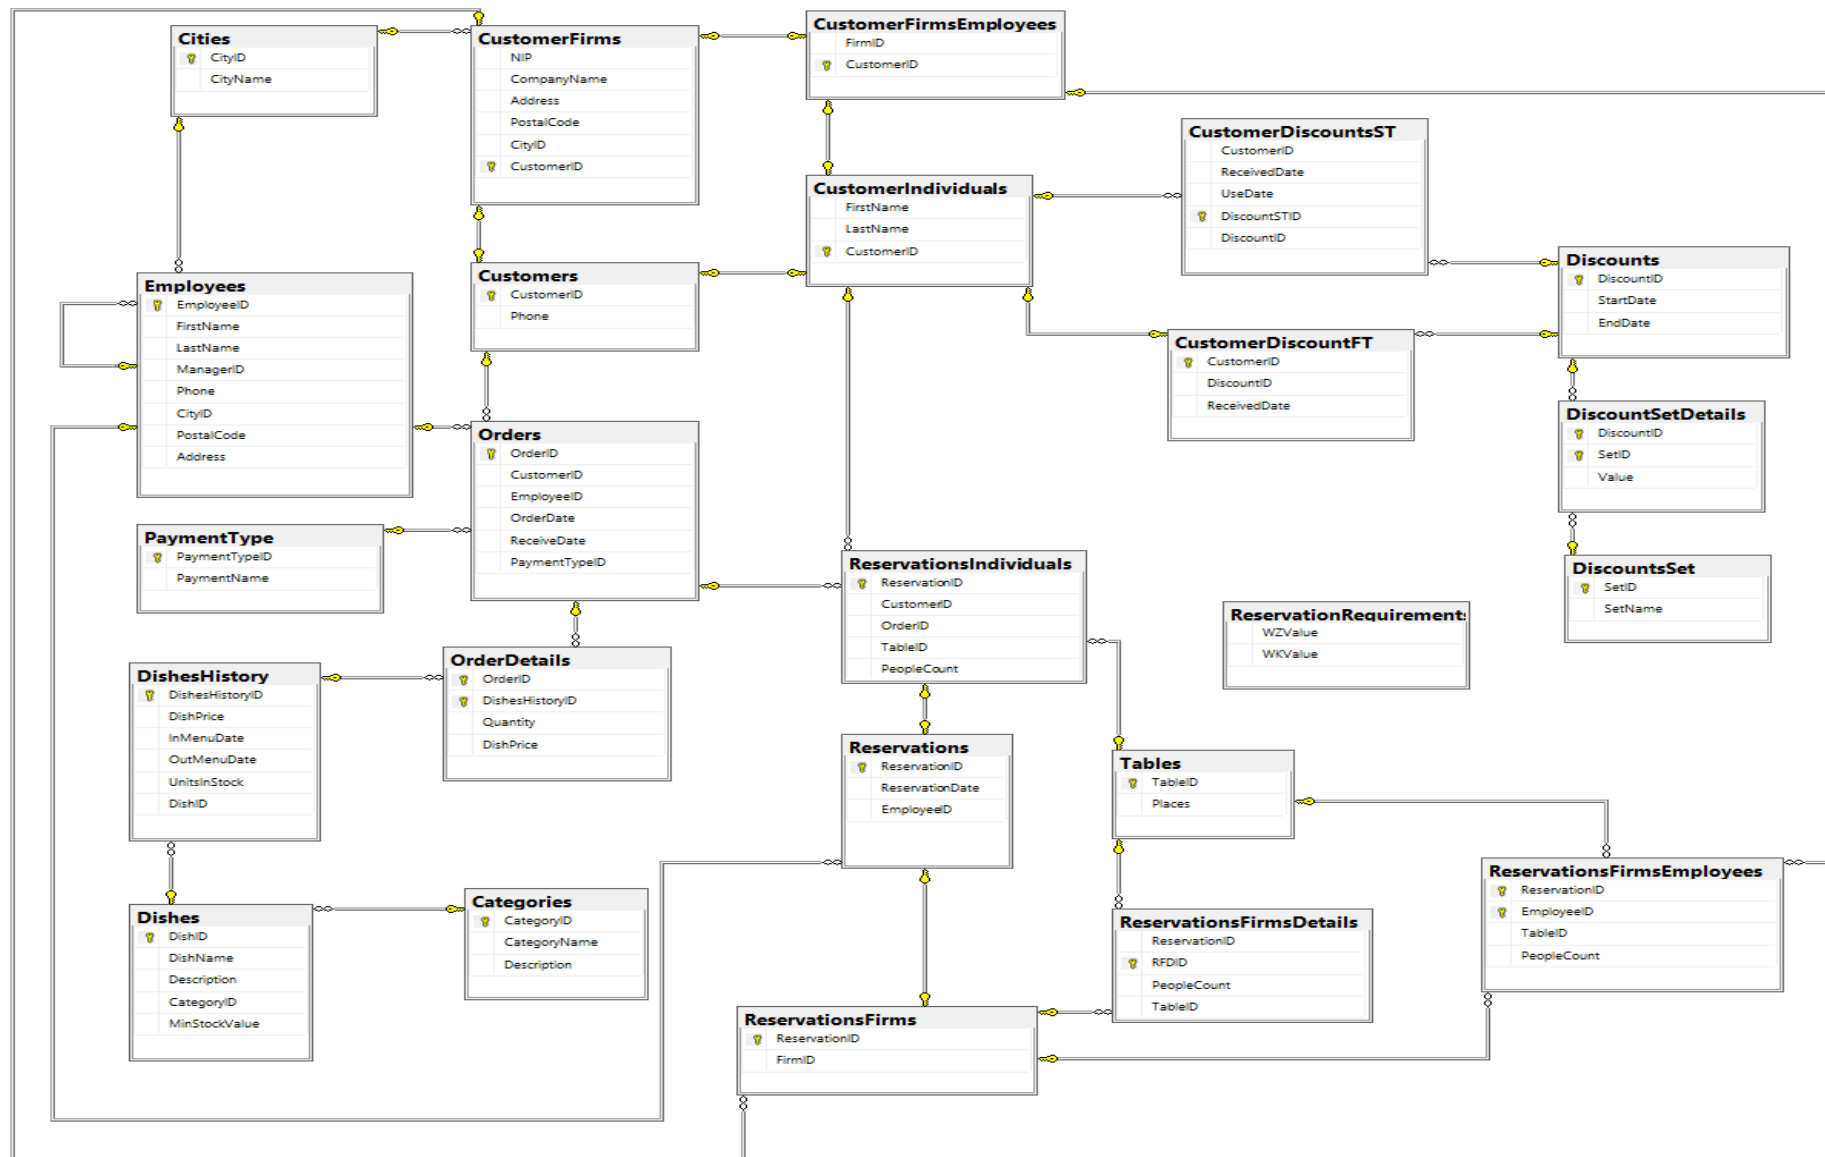 Cities
CityID
CityName
CustomerFirms
NIP
CompanyName
Address
PostalCode
CityID
CustomerID
CustomerFirmsEmployees
FirmID
CustomerID
CustomerDiscountsST
CustomerID
ReceivedDate
UseDate
DiscountSTID
DiscountID
CustomerIndividuals
FirstName
LastName
CustomerID
Discounts
DiscountID
StartDate
EndDate
Employees
EmployeeID
FirstName
LastName
ManagerID
Phone
CityID
PostalCode
Address
Customers
CustomerID
Phone
CustomerDiscountFT
CustomerID
DiscountID
ReceivedDate
DiscountSetDetails
DiscountID
SetID
Value
Orders
OrderID
CustomerID
EmployeeID
OrderDate
ReceiveDate
PaymentTypeID
PaymentType
PaymentTypeID
PaymentName
ReservationsIndividuals
ReservationID
CustomerID
OrderID
TableID
PeopleCount
DiscountsSet
SetID
SetName
ReservationRequirements
WZValue
WKValue
DishesHistory
DishesHistoryID
DishPrice
InMenuDate
OutMenuDate
UnitsInStock
DishID
OrderDetails
OrderID
DishesHistoryID
Quantity
DishPrice
Reservations
ReservationID
ReservationDate
EmployeeID
Tables
TableID
Places
ReservationsFirmsEmployees
ReservationID
EmployeeID
TableID
PeopleCount
Dishes
DishID
DishName
Description
CategoryID
MinStockValue
Categories
CategoryID
CategoryName
Description
ReservationsFirmsDetails
ReservationID
RFDID
PeopleCount
TableID
ReservationsFirms
ReservationID
FirmID